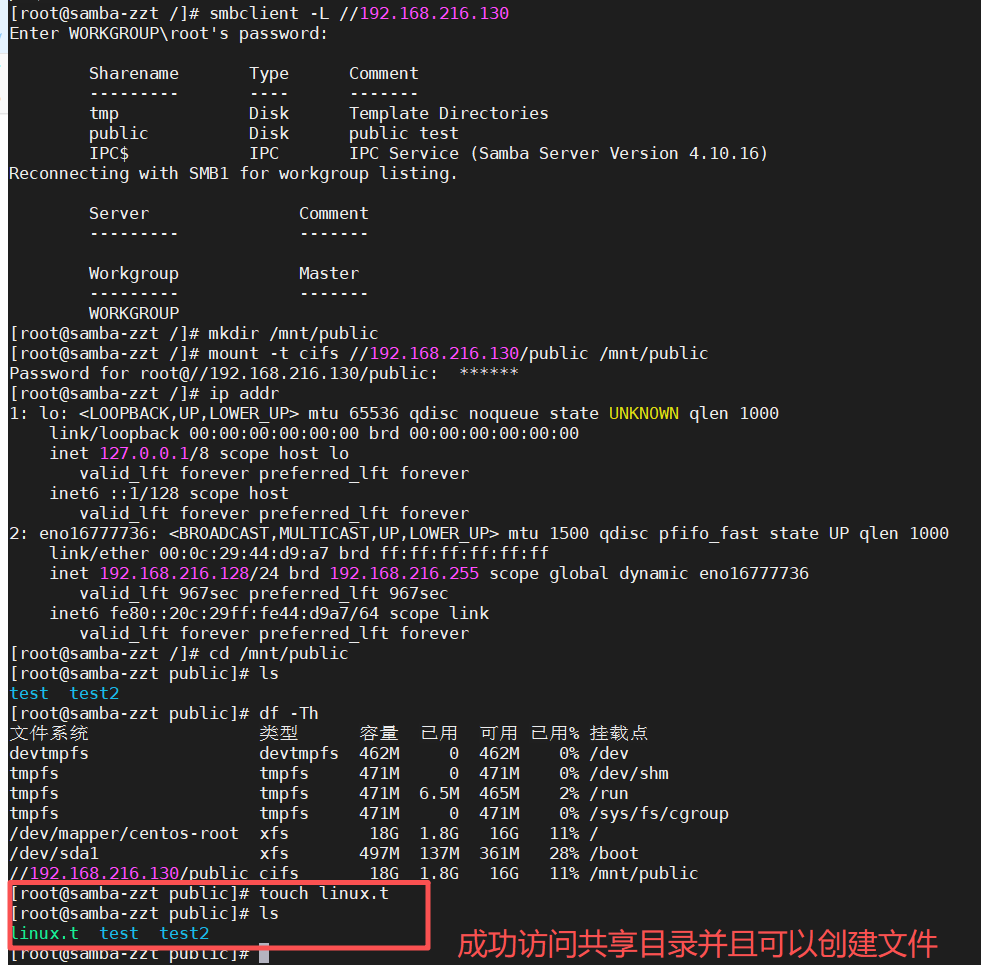 [root@samba-zzt /]# smbclient -L //192.168.216.130
Enter WORKGROUP\root's password:
Sharename Type Comment
--------- ---- -------
tmp Disk Template Directories
public Disk public test
IPC$ IPC IPC Service (Samba Server Version 4.10.16)
Reconnecting with SMB1 for workgroup listing.
Server Comment
--------- -------
Workgroup Master
--------- -------
WORKGROUP
[root@samba-zzt /]# mkdir /mnt/public
[root@samba-zzt /]# mount -t cifs //192.168.216.130/public /mnt/public
Password for root@//192.168.216.130/public: ******
[root@samba-zzt /]# ip addr
1: lo: <LOOPBACK,UP,LOWER_UP> mtu 65536 qdisc noqueue state UNKNOWN qlen 1000
link/loopback 00:00:00:00:00:00 brd 00:00:00:00:00:00
inet 127.0.0.1/8 scope host lo
valid_lft forever preferred_lft forever
inet6 ::1/128 scope host
valid_lft forever preferred_lft forever
2: eno16777736: <BROADCAST,MULTICAST,UP,LOWER_UP> mtu 1500 qdisc pfifo_fast state UP qlen 1000
link/ether 00:0c:29:44:d9:a7 brd ff:ff:ff:ff:ff:ff
inet 192.168.216.128/24 brd 192.168.216.255 scope global dynamic eno16777736
valid_lft 967sec preferred_lft 967sec
inet6 fe80::20c:29ff:fe44:d9a7/64 scope link
valid_lft forever preferred_lft forever
[root@samba-zzt /]# cd /mnt/public
[root@samba-zzt public]# ls
test test2
[root@samba-zzt public]# df -Th
文件系统 类型 容量 已用 可用 已用% 挂载点
devtmpfs devtmpfs 462M 0 462M 0% /dev
tmpfs tmpfs 471M 0 471M 0% /dev/shm
tmpfs tmpfs 471M 6.5M 465M 2% /run
tmpfs tmpfs 471M 0 471M 0% /sys/fs/cgroup
/dev/mapper/centos-root xfs 18G 1.8G 16G 11% /
/dev/sda1 xfs 497M 137M 361M 28% /boot
//192.168.216.130/public cifs 18G 1.8G 16G 11% /mnt/public
[root@samba-zzt public]# touch linux.t
[root@samba-zzt public]# ls
linux.t test test2
[root@samba-zzt public]#
成功访问共享目录并且可以创建文件